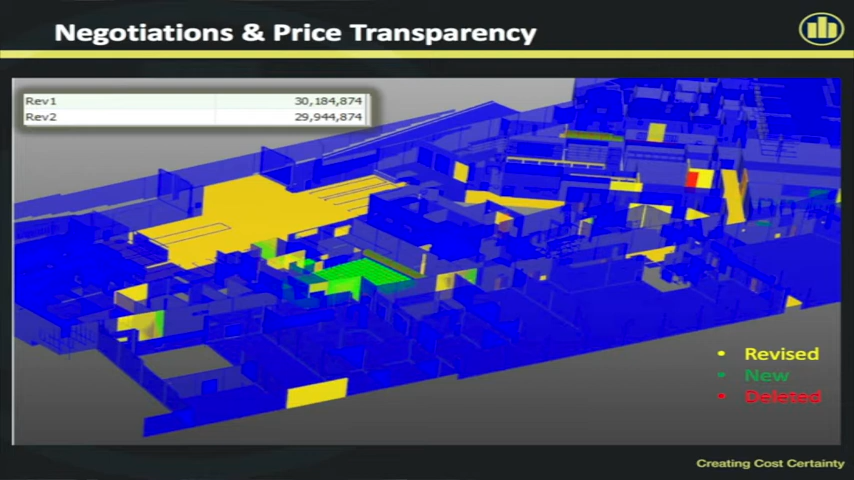 Negotiations & Price Transparency
Rev1 30,184,874
Rev2 29,944,874
• Revised
• New
• Deleted
Creating Cost Certainty